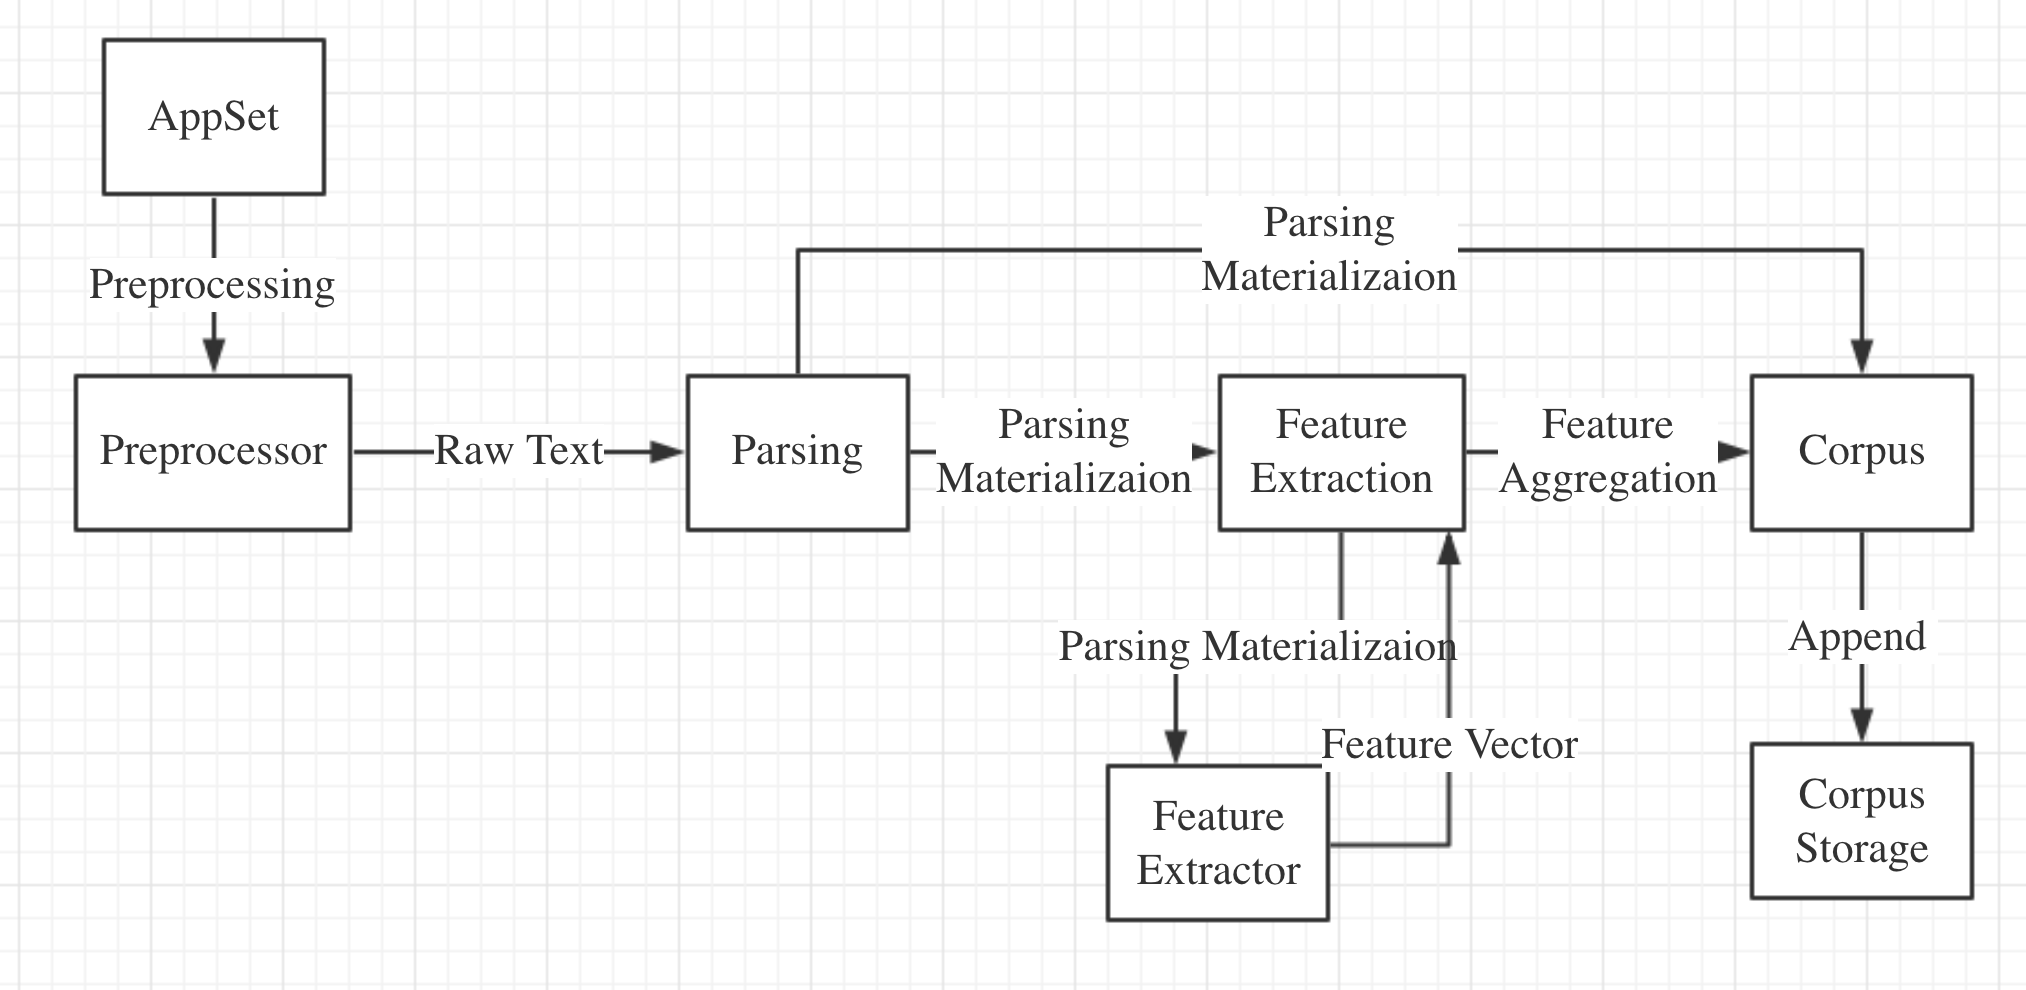 AppSet
Preprocessing
Parsing
Materializaion
Preprocessor
Raw Text
Parsing
Parsing
Materializaion
Feature
Extraction
Feature
Aggregation
Corpus
Parsing Materializaion
Append
Feature Vector
Feature
Extractor
Corpus
Storage